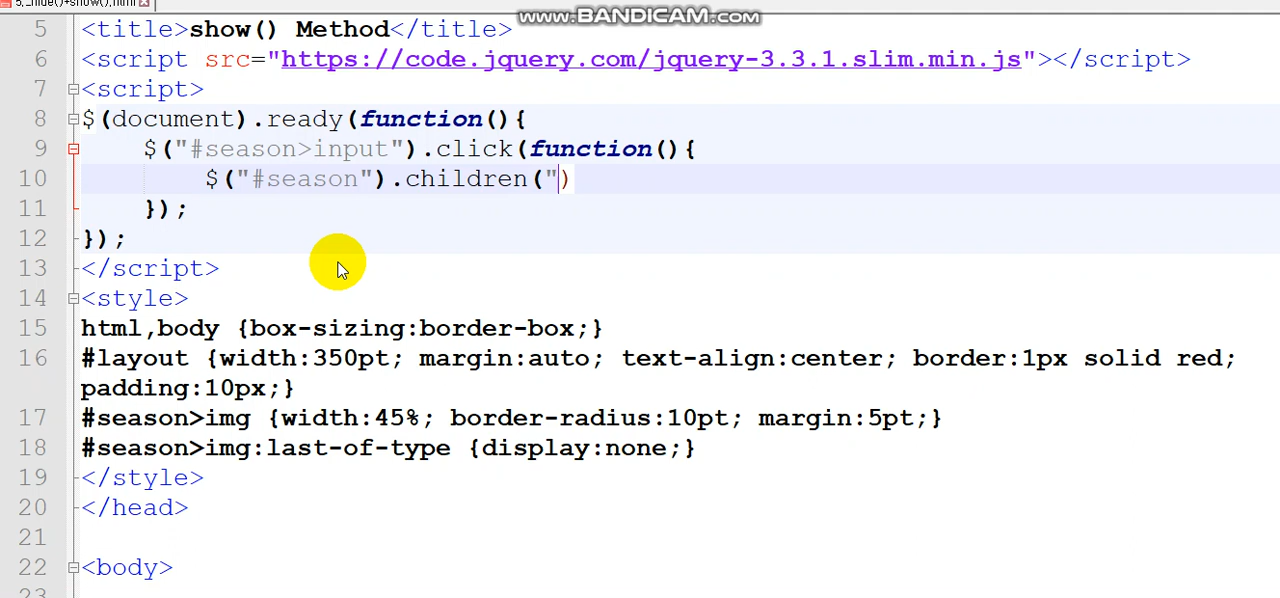 5,_hide()+show().html
www.BANDICAM.com
5 <title>show() Method</title>
6 <script src="https://code.jquery.com/jquery-3.3.1.slim.min.js"></script>
7 <script>
8 $(document).ready(function(){
9 $("#season>input").click(function(){
10 $("#season").children(")
11 });
12 });
13 </script>
14 <style>
15 html,body {box-sizing:border-box;}
16 #layout {width:350pt; margin:auto; text-align:center; border:1px solid red;
padding:10px;}
17 #season>img {width:45%; border-radius:10pt; margin:5pt;}
18 #season>img:last-of-type {display:none;}
19 </style>
20 </head>
21
22 <body>
23